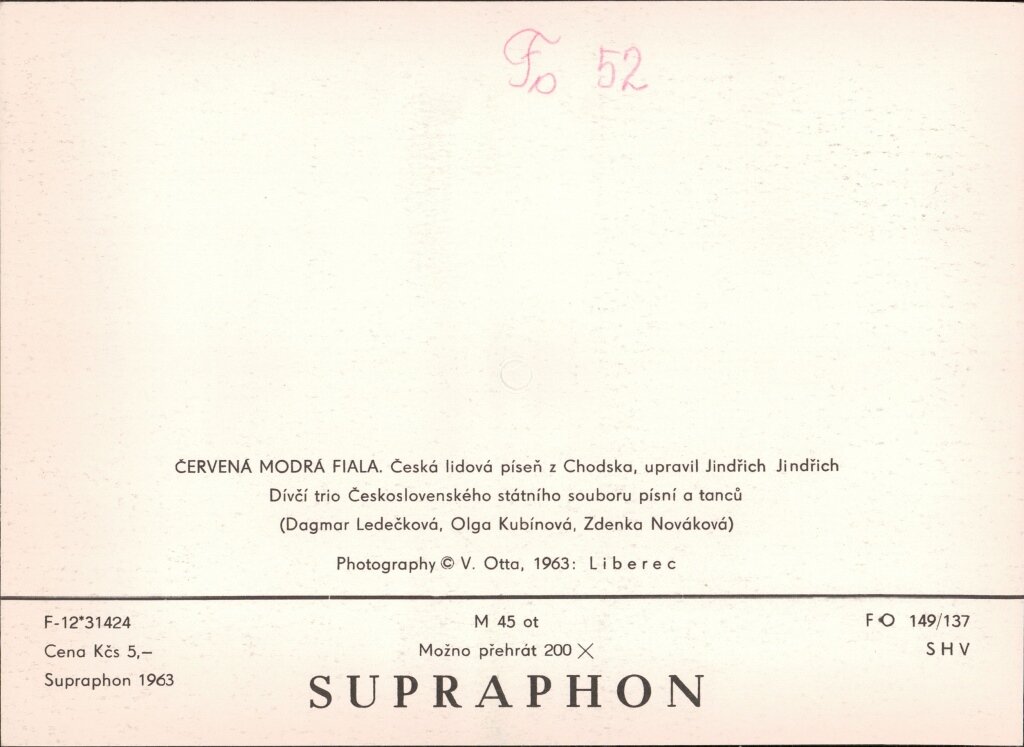 Fo 52
ČERVENÁ MODRÁ FIALA. Česká lidová píseň z Chodska, upravil Jindřich Jindřich
Dívčí trio Československého státního souboru písní a tanců
(Dagmar Ledečková, Olga Kubínová, Zdenka Nováková)
Photography © V. Otta, 1963: Liberec
F-12*31424
Cena Kčs 5,—
Supraphon 1963
M 45 ot
Možno přehrát 200 ×
SUPRAPHON
FO 149/137
SHV